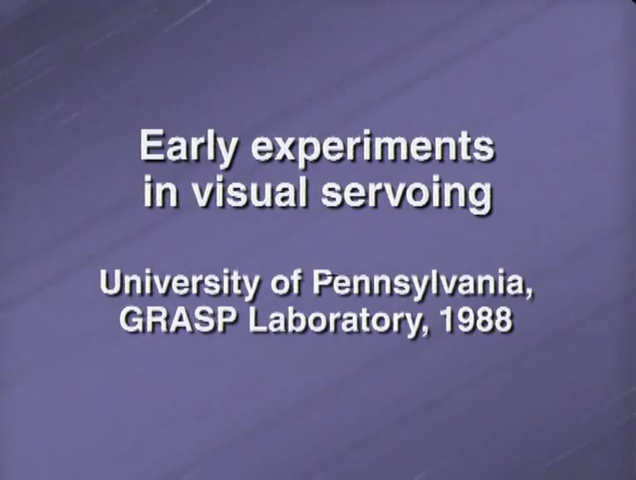 Early experiments
in visual servoing
University of Pennsylvania,
GRASP Laboratory, 1988